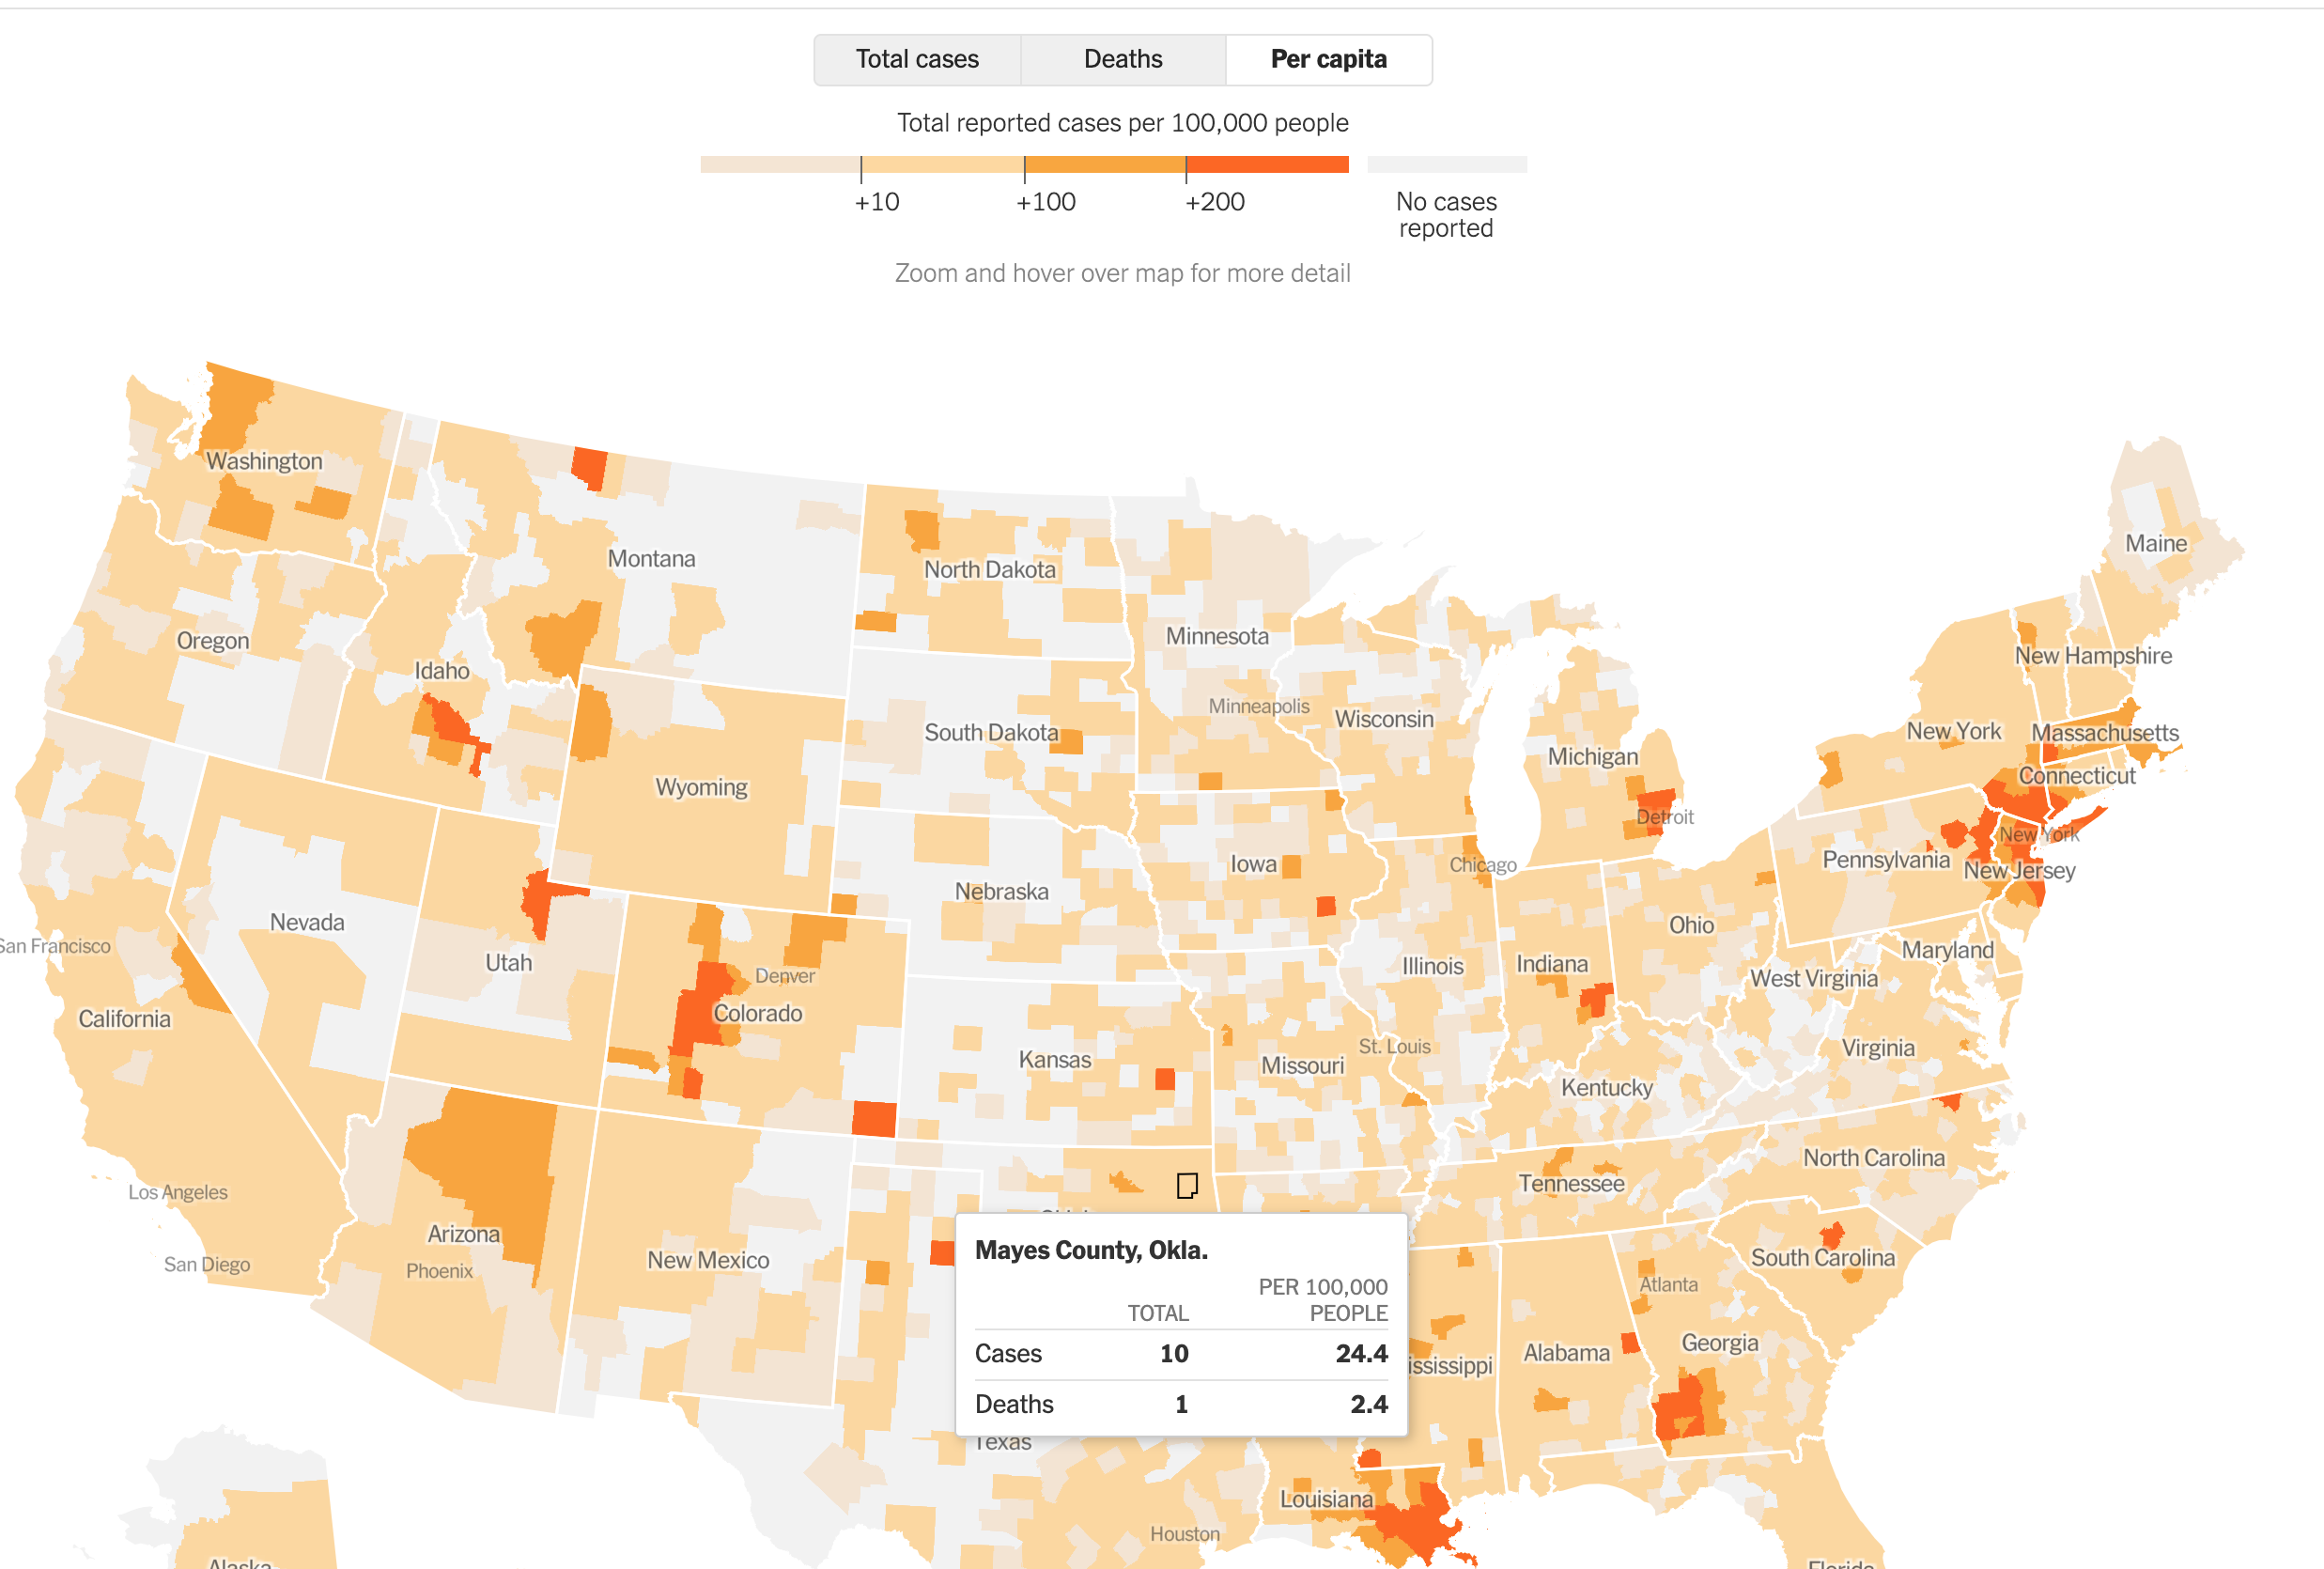 Total cases
Deaths
Per capita
Total reported cases per 100,000 people
+10
+100
+200
No cases
reported
Zoom and hover over map for more detail
Washington
Montana
North Dakota
Maine
Oregon
Idaho
Minnesota
New Hampshire
Minneapolis
Wisconsin
South Dakota
New York
Massachusetts
Michigan
Connecticut
Wyoming
Detroit
New York
Iowa
Chicago
Pennsylvania
New Jersey
Nebraska
Nevada
Ohio
San Francisco
Utah
Denver
Illinois
Indiana
Maryland
West Virginia
California
Colorado
St. Louis
Virginia
Kansas
Missouri
Kentucky
North Carolina
Tennessee
Los Angeles
Arizona
New Mexico
San Diego
Phoenix
South Carolina
Atlanta
Mayes County, Okla.
PER 100,000
TOTAL
PEOPLE
Cases
10
24.4
Deaths
1
2.4
Georgia
Alabama
ississippi
Texas
Louisiana
Houston
Alaska
Florida